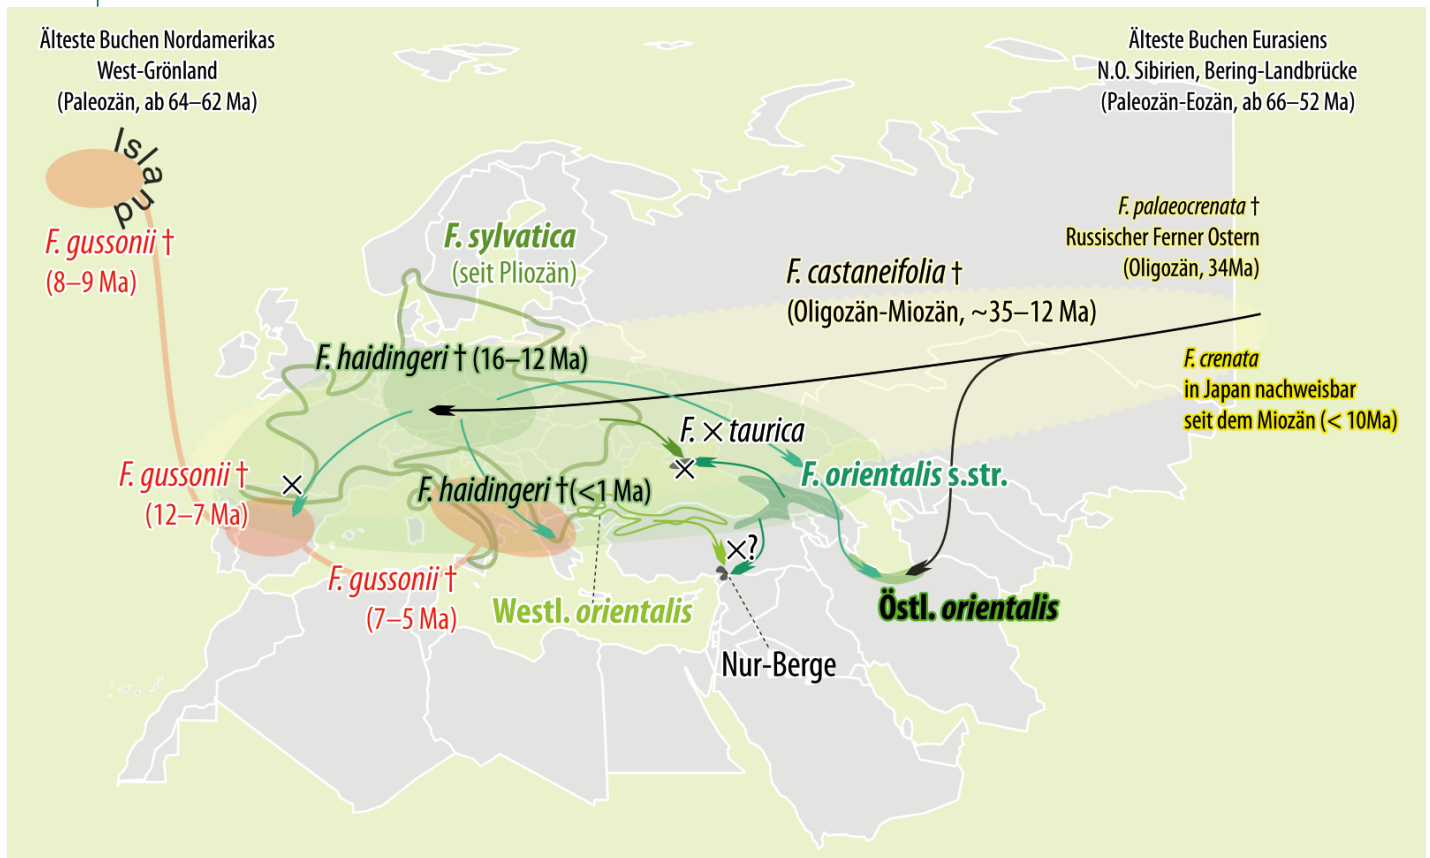 Älteste Buchen Nordamerikas
West-Grönland
(Paleozän, ab 64–62 Ma)
Älteste Buchen Eurasiens
N.O. Sibirien, Bering-Landbrücke
(Paleozän-Eozän, ab 66–52 Ma)
Island
F. gussonii †
(8–9 Ma)
F. sylvatica
(seit Pliozän)
F. palaeocrenata †
Russischer Ferner Ostern
(Oligozän, 34Ma)
F. castaneifolia †
(Oligozän-Miozän, ~35–12 Ma)
F. haidingeri † (16–12 Ma)
F. crenata
in Japan nachweisbar
seit dem Miozän (< 10Ma)
F. × taurica
×
F. gussonii †
(12–7 Ma)
×
F. haidingeri †(<1 Ma)
F. orientalis s.str.
×?
F. gussonii †
(7–5 Ma)
Westl. orientalis
Östl. orientalis
Nur-Berge